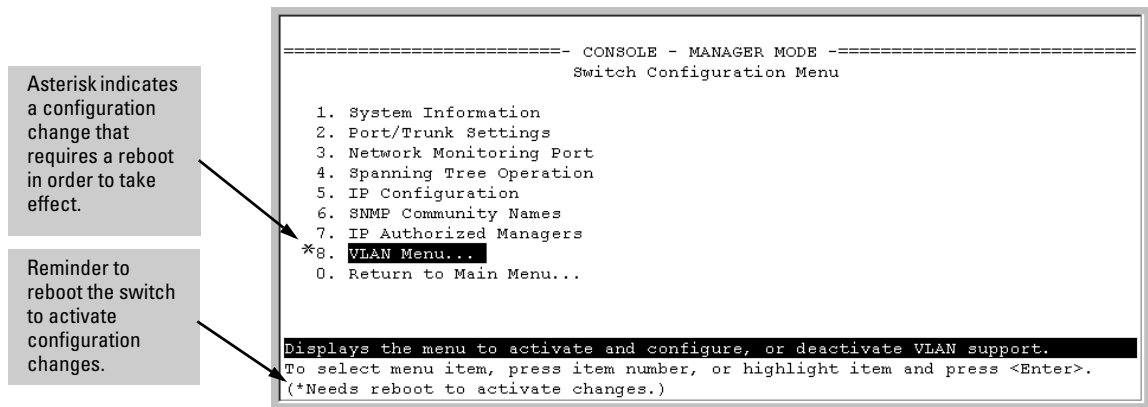 Asterisk indicates
a configuration
change that
requires a reboot
in order to take
effect.
Reminder to
reboot the switch
to activate
configuration
changes.
==========================- CONSOLE - MANAGER MODE -============================
Switch Configuration Menu
1. System Information
2. Port/Trunk Settings
3. Network Monitoring Port
4. Spanning Tree Operation
5. IP Configuration
6. SNMP Community Names
7. IP Authorized Managers
*8. VLAN Menu...
0. Return to Main Menu...
Displays the menu to activate and configure, or deactivate VLAN support.
To select menu item, press item number, or highlight item and press <Enter>.
(*Needs reboot to activate changes.)